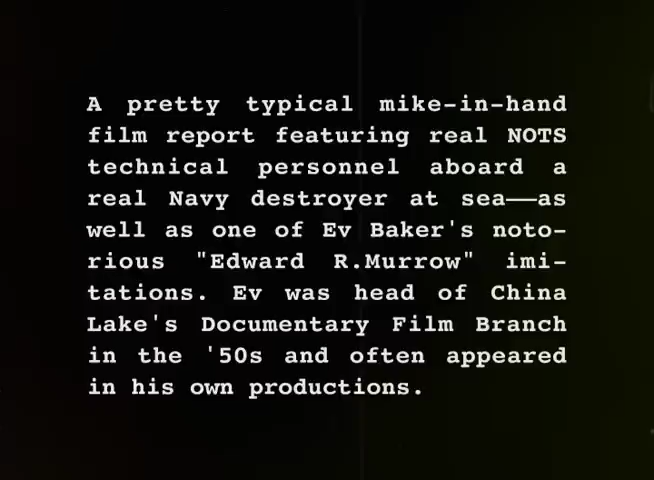 A pretty typical mike-in-hand
film report featuring real NOTS
technical personnel aboard a
real Navy destroyer at sea——as
well as one of Ev Baker's noto-
rious "Edward R.Murrow" imi-
tations. Ev was head of China
Lake's Documentary Film Branch
in the '50s and often appeared
in his own productions.